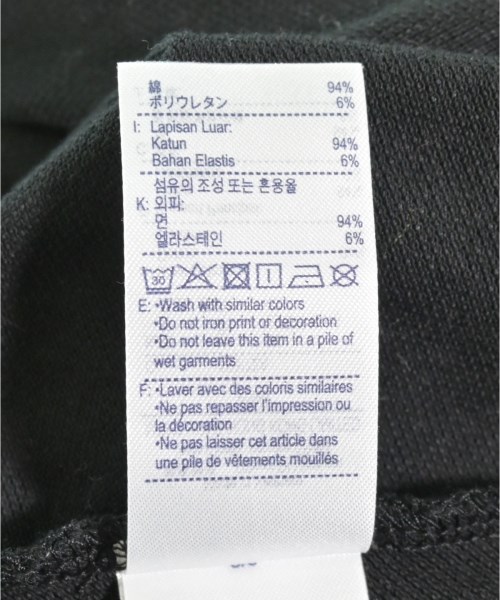 綿 94%
ポリウレタン 6%
I: Lapisan Luar:
Katun 94%
Bahan Elastis 6%
섬유의 조성 또는 혼용율
K: 외피:
면 94%
엘라스테인 6%
30
E: •Wash with similar colors
•Do not iron print or decoration
•Do not leave this item in a pile of
wet garments
F: •Laver avec des coloris similaires
•Ne pas repasser l'impression ou
la décoration
•Ne pas laisser cet article dans
une pile de vêtements mouillés